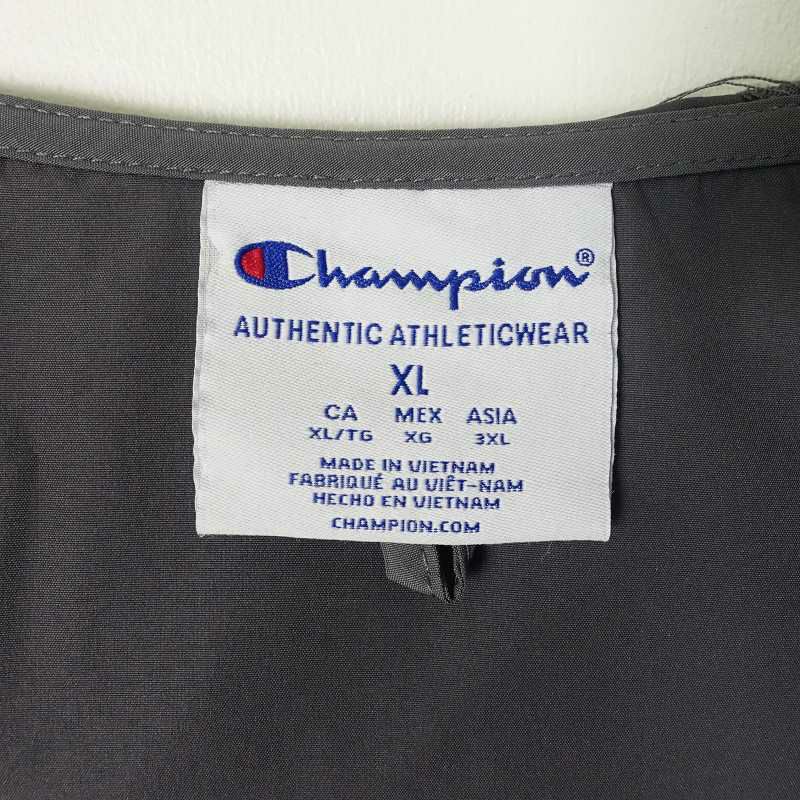 Champion®
AUTHENTIC ATHLETICWEAR
XL
CA MEX ASIA
XL/TG XG 3XL
MADE IN VIETNAM
FABRIQUÉ AU VIÊT-NAM
HECHO EN VIETNAM
CHAMPION.COM